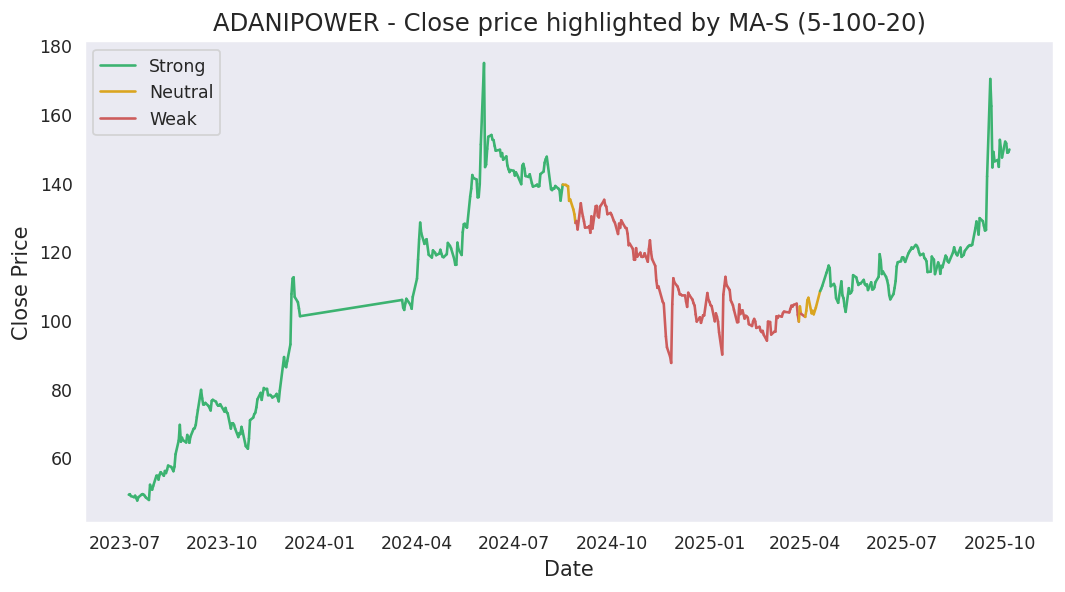 ADANIPOWER - Close price highlighted by MA-S (5-100-20)
Strong
Neutral
Weak
Close Price
180
160
140
120
100
80
60
2023-07 2023-10 2024-01 2024-04 2024-07 2024-10 2025-01 2025-04 2025-07 2025-10
Date